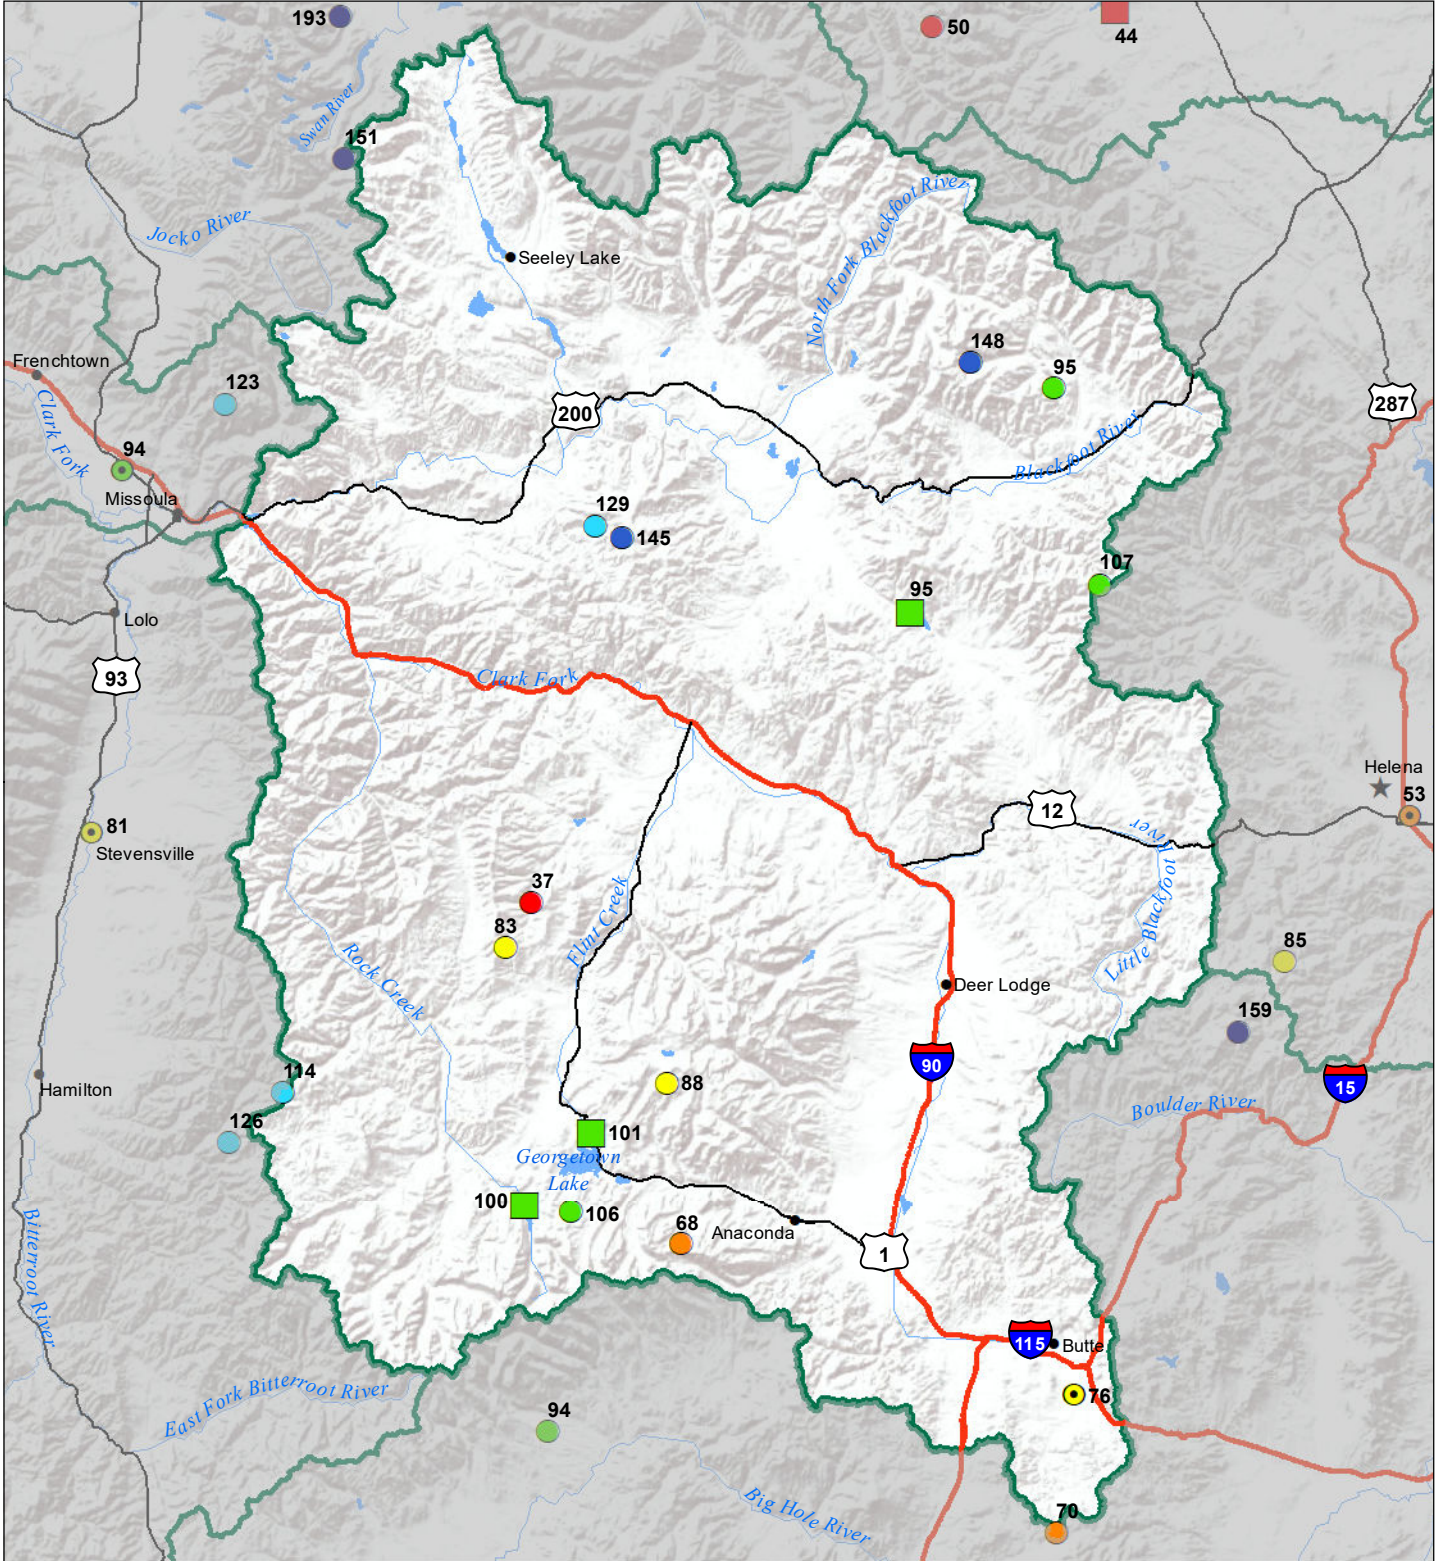 193
50
44
151
Swan River
Jocko River
North Fork Blackfoot River
Seeley Lake
148
95
Frenchtown
123
200
287
Clark Fork
94
Blackfoot River
Missoula
129
145
107
95
Lolo
93
Clark Fork
Helena
53
12
81
Stevensville
Little Blackfoot
River
37
83
Flint Creek
85
Rock Creek
Deer Lodge
159
90
114
88
15
Hamilton
126
Boulder River
101
Georgetown
Lake
100
106
68
Anaconda
1
Bitterroot River
115
Butte
76
East Fork Bitterroot River
94
Big Hole River
70